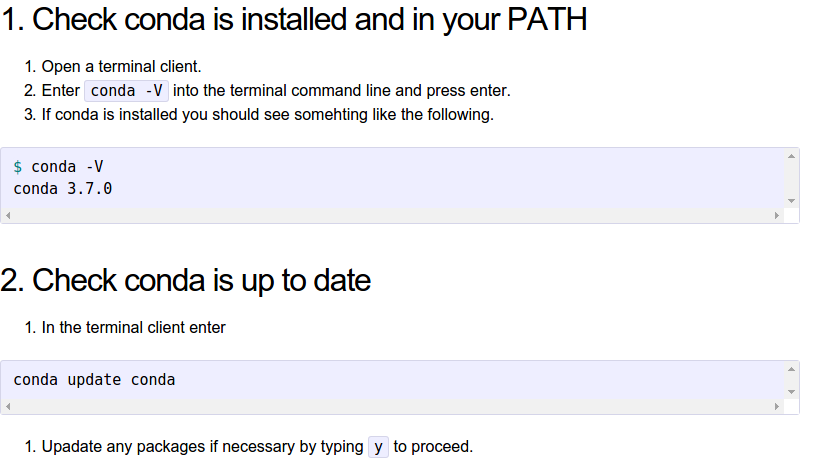 1. Check conda is installed and in your PATH
1. Open a terminal client.
2. Enter conda -V into the terminal command line and press enter.
3. If conda is installed you should see somehting like the following.
$ conda -V
conda 3.7.0
2. Check conda is up to date
1. In the terminal client enter
conda update conda
1. Upadate any packages if necessary by typing y to proceed.